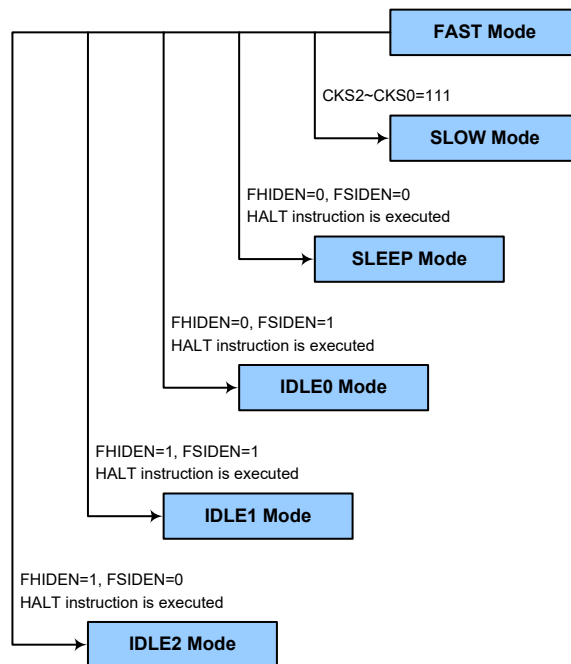 FAST Mode
CKS2~CKS0=111
SLOW Mode
FHIDEN=0, FSIDEN=0
HALT instruction is executed
SLEEP Mode
FHIDEN=0, FSIDEN=1
HALT instruction is executed
IDLE0 Mode
FHIDEN=1, FSIDEN=1
HALT instruction is executed
IDLE1 Mode
FHIDEN=1, FSIDEN=0
HALT instruction is executed
IDLE2 Mode